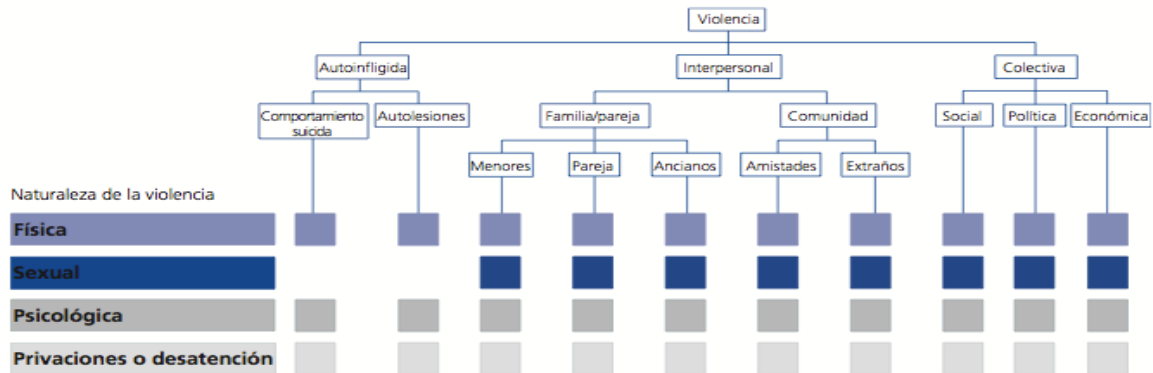 Violencia
Autoinfligida
Interpersonal
Colectiva
Comportamiento
suicida
Autolesiones
Familia/pareja
Comunidad
Social
Política
Económica
Menores
Pareja
Ancianos
Amistades
Extraños
Naturaleza de la violencia
Física
Sexual
Psicológica
Privaciones o desatención